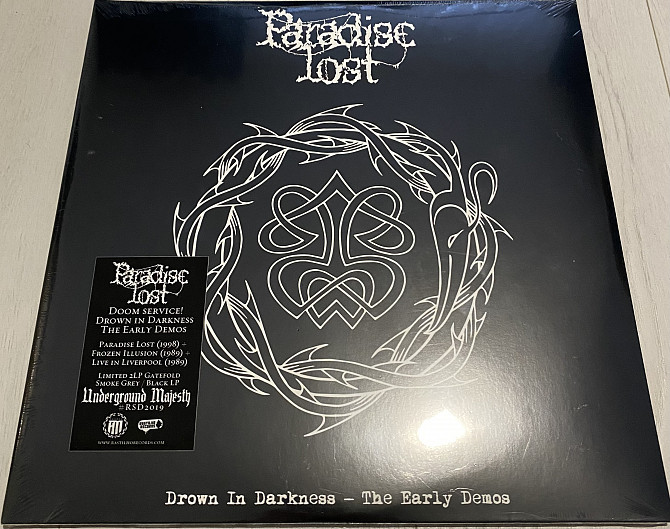 Paradise
Lost
Paradise
Lost
Doom service!
Drown in Darkness
The Early Demos
Paradise Lost (1998) +
Frozen Illusion (1989) +
Live in Liverpool (1989)
Limited 2LP Gatefold
Smoke Grey / Black LP
Underground Majesty
#RSD2019
Drown In Darkness – The Early Demos